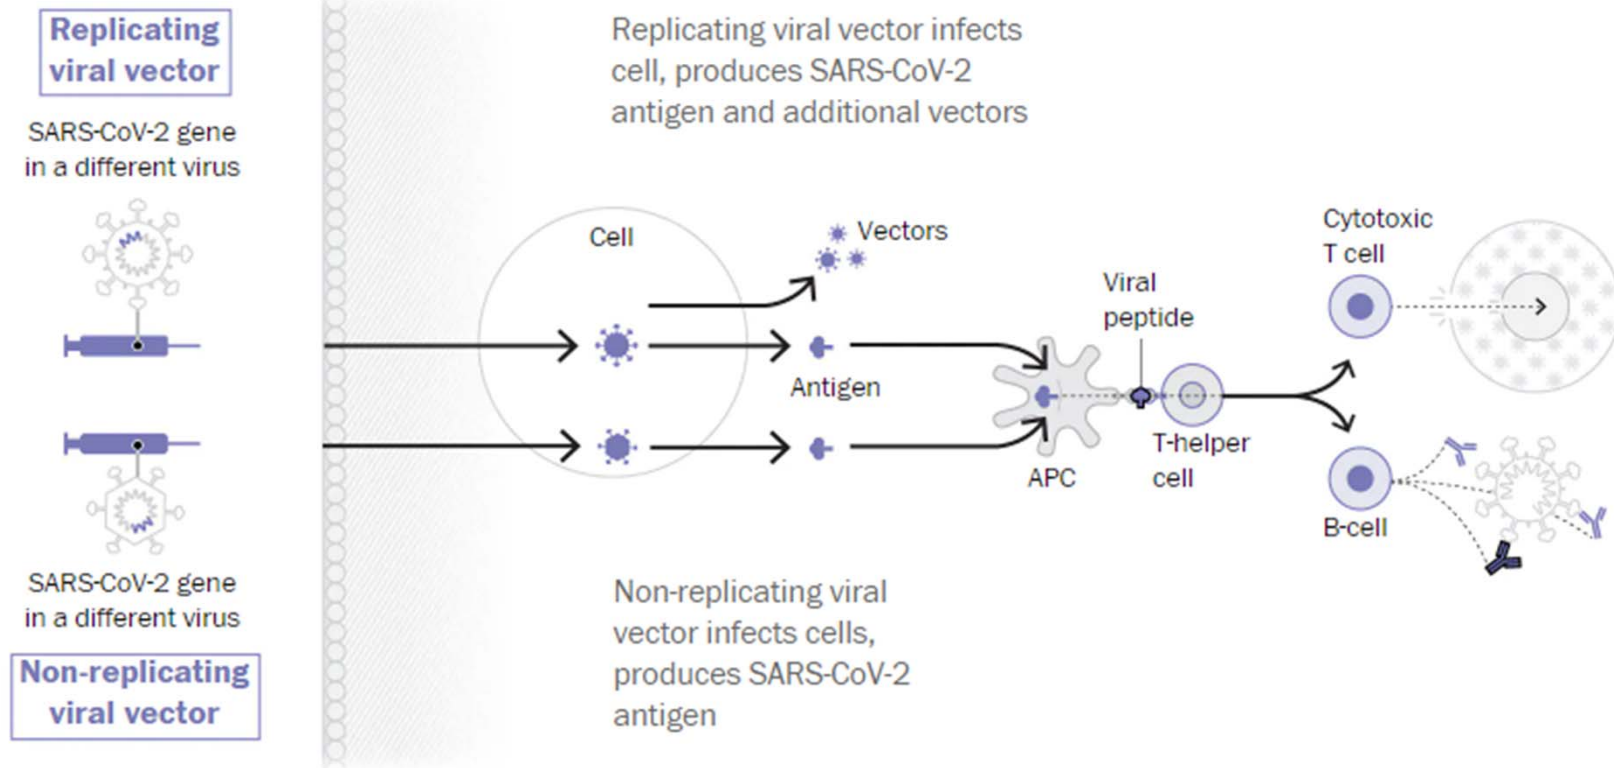 Replicating
viral vector
SARS-CoV-2 gene
in a different virus
Replicating viral vector infects
cell, produces SARS-CoV-2
antigen and additional vectors
Cell
Vectors
Antigen
Viral
peptide
APC
T-helper
cell
Cytotoxic
T cell
B-cell
SARS-CoV-2 gene
in a different virus
Non-replicating
viral vector
Non-replicating viral
vector infects cells,
produces SARS-CoV-2
antigen